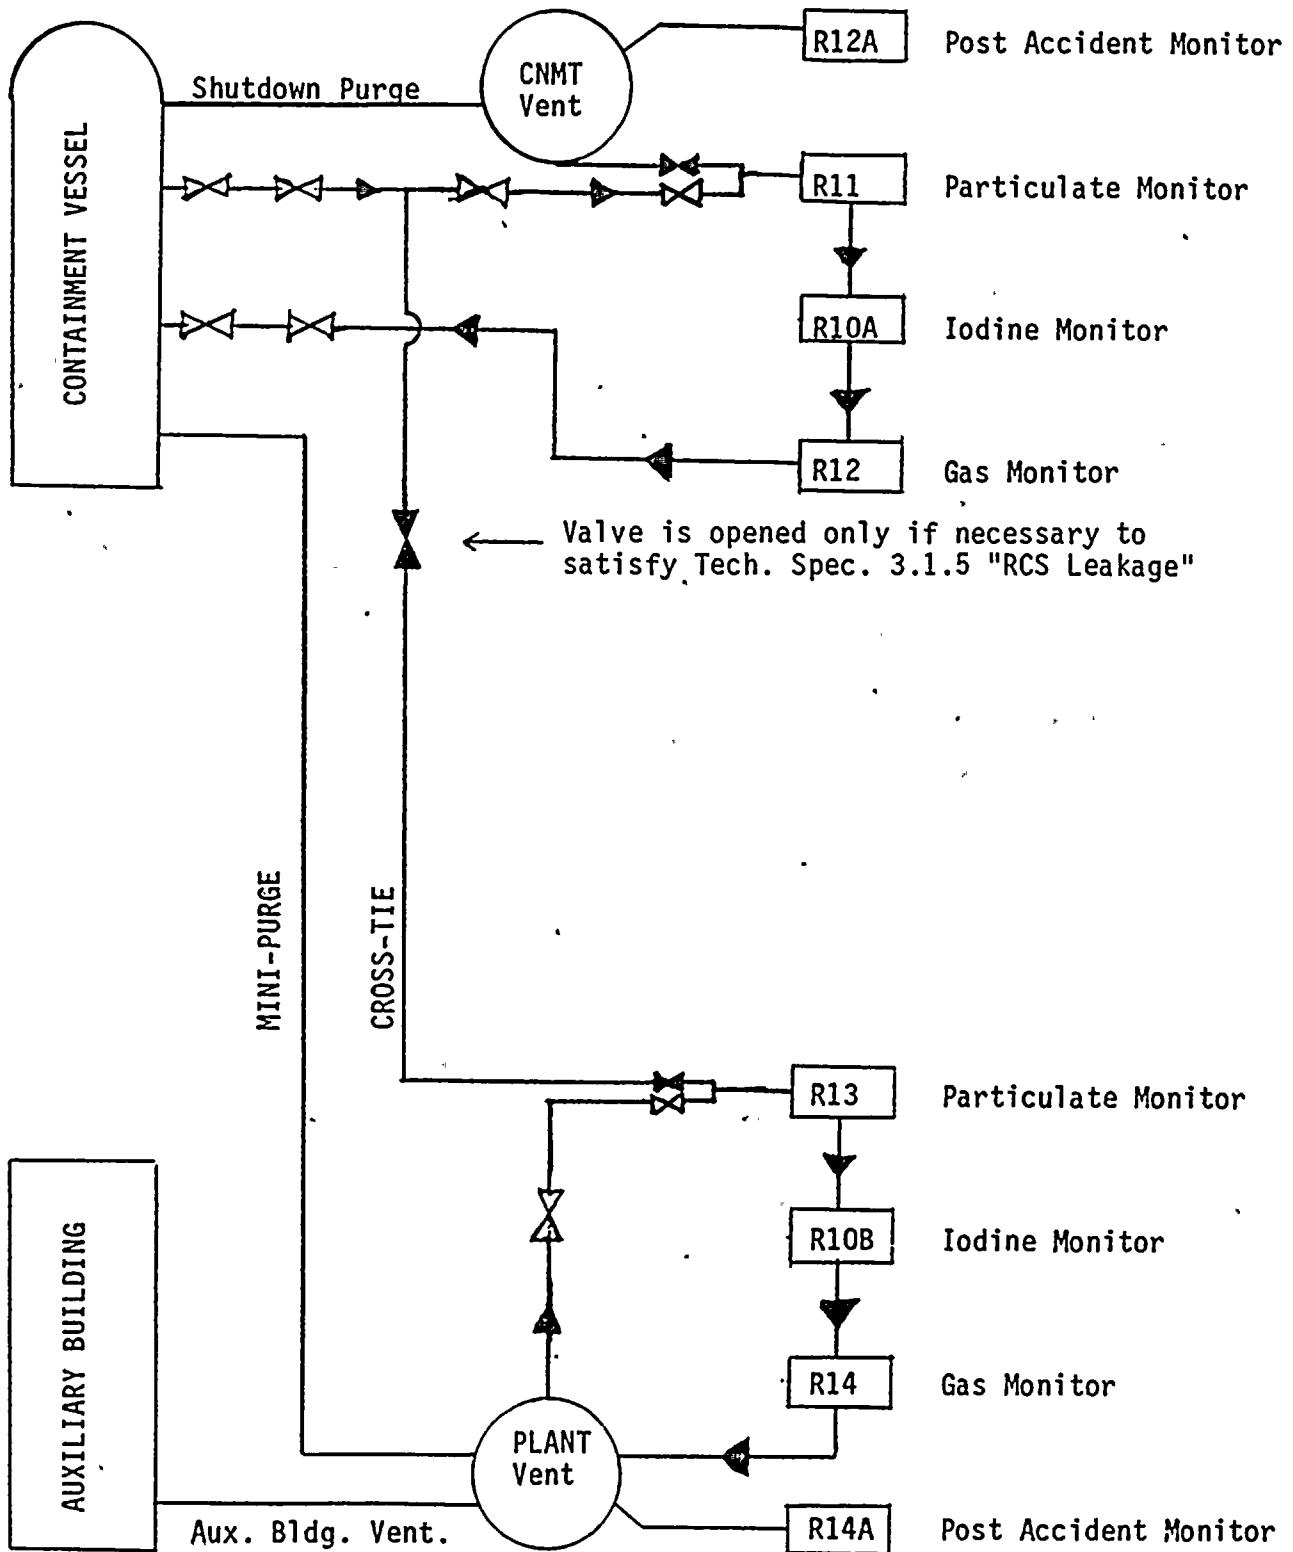 R12A
Post Accident Monitor
CNMT
Vent
Shutdown Purge
CONTAINMENT VESSEL
R11
Particulate Monitor
R10A
Iodine Monitor
R12
Gas Monitor
Valve is opened only if necessary to
satisfy Tech. Spec. 3.1.5 "RCS Leakage"
MINI-PURGE
CROSS-TIE
R13
Particulate Monitor
R10B
Iodine Monitor
AUXILIARY BUILDING
R14
Gas Monitor
PLANT
Vent
Aux. Bldg. Vent.
R14A
Post Accident Monitor